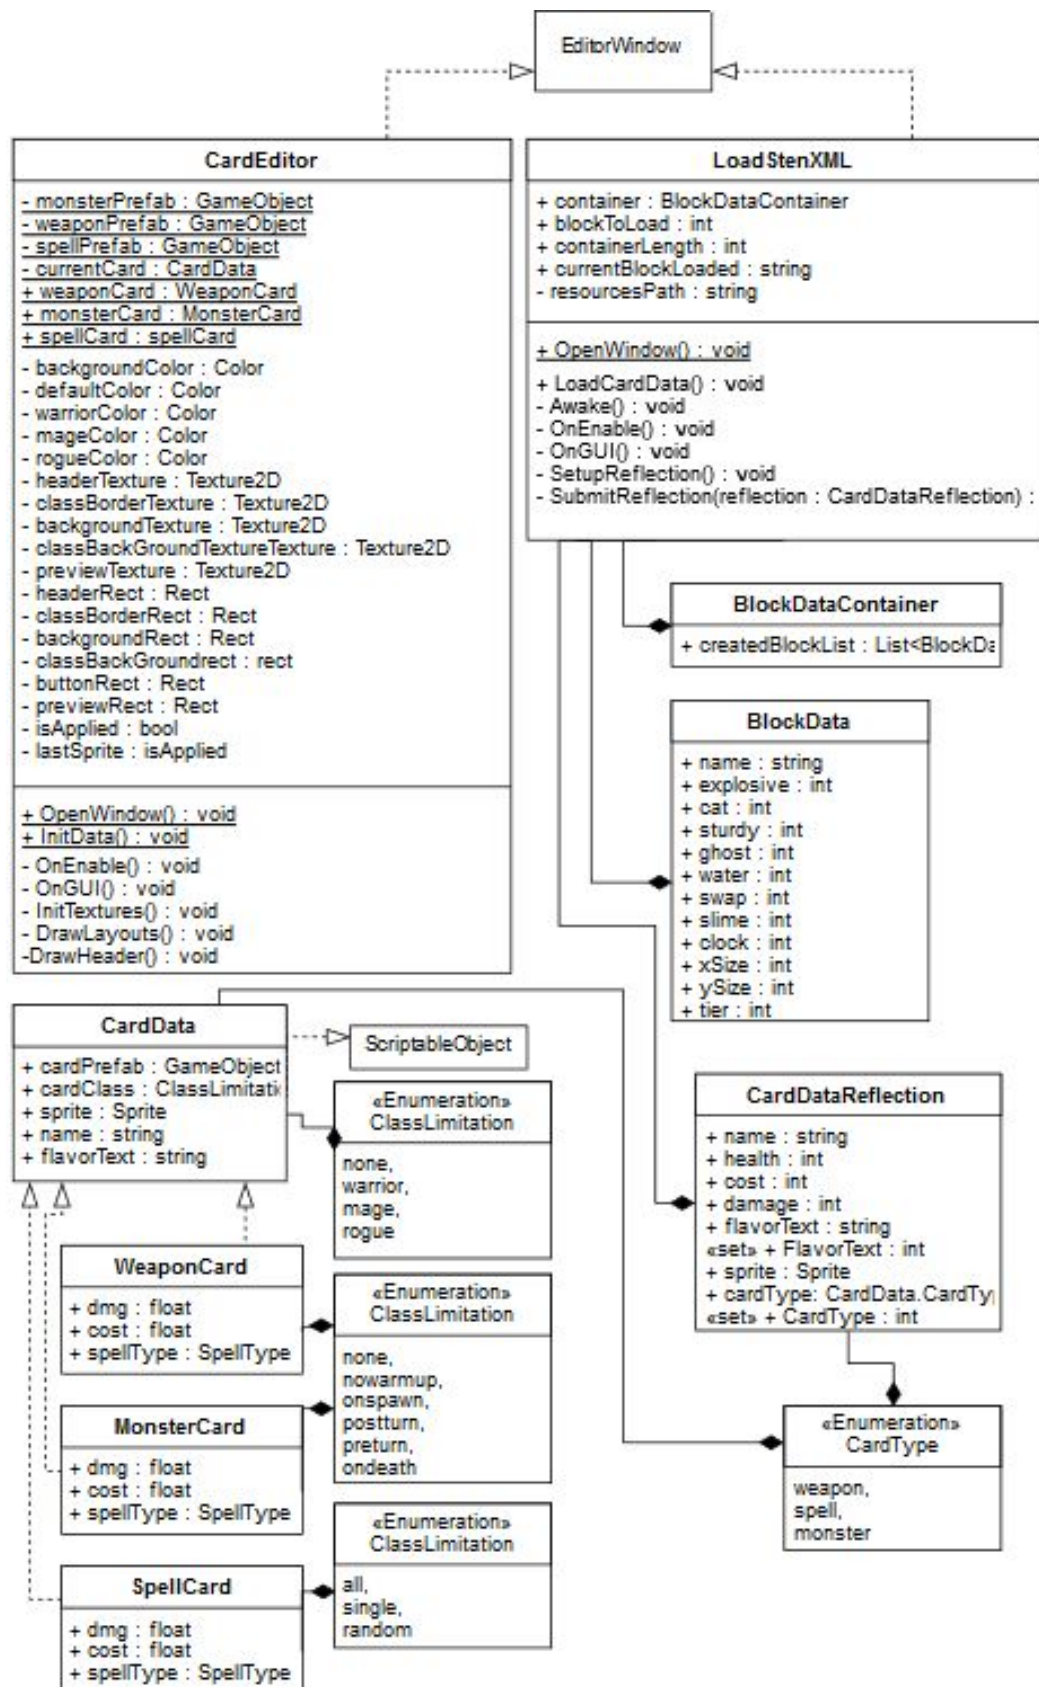 EditorWindow
CardEditor
- monsterPrefab : GameObject
- weaponPrefab : GameObject
- spellPrefab : GameObject
- currentCard : CardData
+ weaponCard : WeaponCard
+ monsterCard : MonsterCard
+ spellCard : spellCard
- backgroundColor : Color
- defaultColor : Color
- warriorColor : Color
- mageColor : Color
- rogueColor : Color
- headerTexture : Texture2D
- classBorderTexture : Texture2D
- backgroundTexture : Texture2D
- classBackGroundTextureTexture : Texture2D
- previewTexture : Texture2D
- headerRect : Rect
- classBorderRect : Rect
- backgroundRect : Rect
- classBackGroundrect : rect
- buttonRect : Rect
- previewRect : Rect
- isApplied : bool
- lastSprite : isApplied
+ OpenWindow() : void
+ InitData() : void
- OnEnable() : void
- OnGUI() : void
- InitTextures() : void
- DrawLayouts() : void
-DrawHeader() : void
LoadStenXML
+ container : BlockDataContainer
+ blockToLoad : int
+ containerLength : int
+ currentBlockLoaded : string
- resourcesPath : string
+ OpenWindow() : void
+ LoadCardData() : void
- Awake() : void
- OnEnable() : void
- OnGUI() : void
- SetupReflection() : void
- SubmitReflection(reflection : CardDataReflection) :
BlockDataContainer
+ createdBlockList : List<BlockDa
BlockData
+ name : string
+ explosive : int
+ cat : int
+ sturdy : int
+ ghost : int
+ water : int
+ swap : int
+ slime : int
+ clock : int
+ xSize : int
+ ySize : int
+ tier : int
CardData
+ cardPrefab : GameObject
+ cardClass : ClassLimitati
+ sprite : Sprite
+ name : string
+ flavorText : string
ScriptableObject
«Enumeration»
ClassLimitation
none,
warrior,
mage,
rogue
CardDataReflection
+ name : string
+ health : int
+ cost : int
+ damage : int
+ flavorText : string
«set» + FlavorText : int
+ sprite : Sprite
+ cardType: CardData.CardTy
«set» + CardType : int
WeaponCard
+ dmg : float
+ cost : float
+ spellType : SpellType
«Enumeration»
ClassLimitation
none,
nowarmup,
onspawn,
postturn,
preturn,
ondeath
MonsterCard
+ dmg : float
+ cost : float
+ spellType : SpellType
«Enumeration»
CardType
weapon,
spell,
monster
«Enumeration»
ClassLimitation
all,
single,
random
SpellCard
+ dmg : float
+ cost : float
+ spellType : SpellType